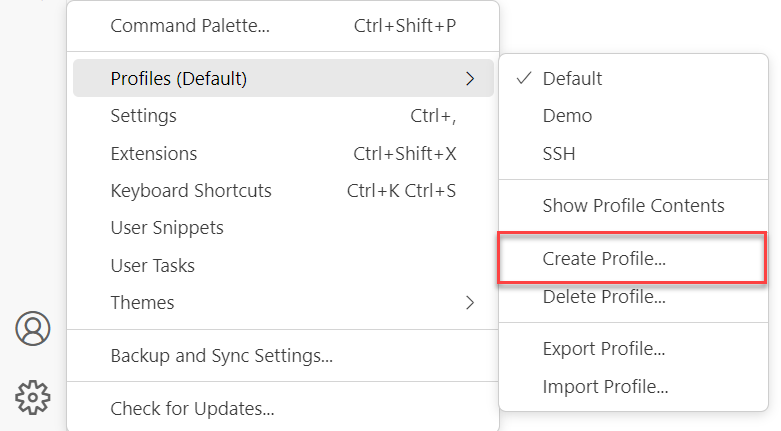 Command Palette... Ctrl+Shift+P
Profiles (Default)
Settings Ctrl+,
Extensions Ctrl+Shift+X
Keyboard Shortcuts Ctrl+K Ctrl+S
User Snippets
User Tasks
Themes
Backup and Sync Settings...
Check for Updates...
Default
Demo
SSH
Show Profile Contents
Create Profile...
Delete Profile...
Export Profile...
Import Profile...